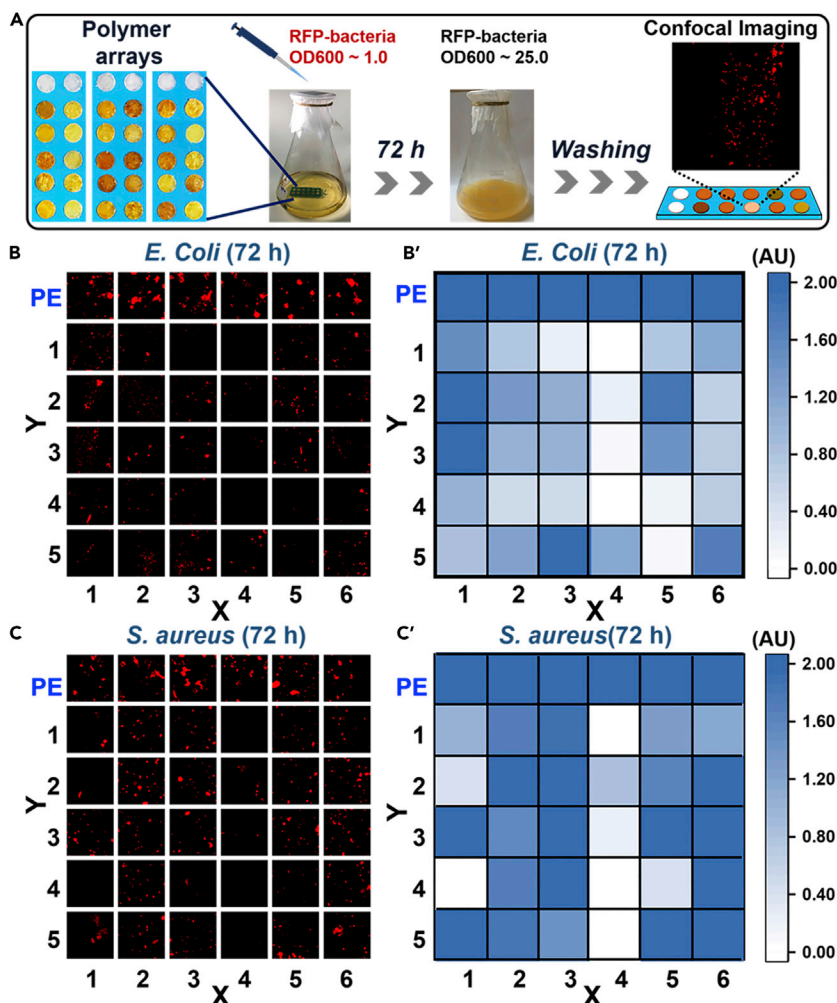 A
Polymer
arrays
RFP-bacteria
OD600 ~ 1.0
RFP-bacteria
OD600 ~ 25.0
Confocal Imaging
72 h
Washing
B
E. Coli (72 h)
PE
1
2
3
4
5
Y
1 2 3 4 5 6
X
B'
E. Coli (72 h)
(AU)
PE
1
2
3
4
5
Y
1 2 3 4 5 6
X
2.00
1.60
1.20
0.80
0.40
0.00
C
S. aureus (72 h)
PE
1
2
3
4
5
Y
1 2 3 4 5 6
X
C'
S. aureus(72 h)
(AU)
PE
1
2
3
4
5
Y
1 2 3 4 5 6
X
2.00
1.60
1.20
0.80
0.40
0.00